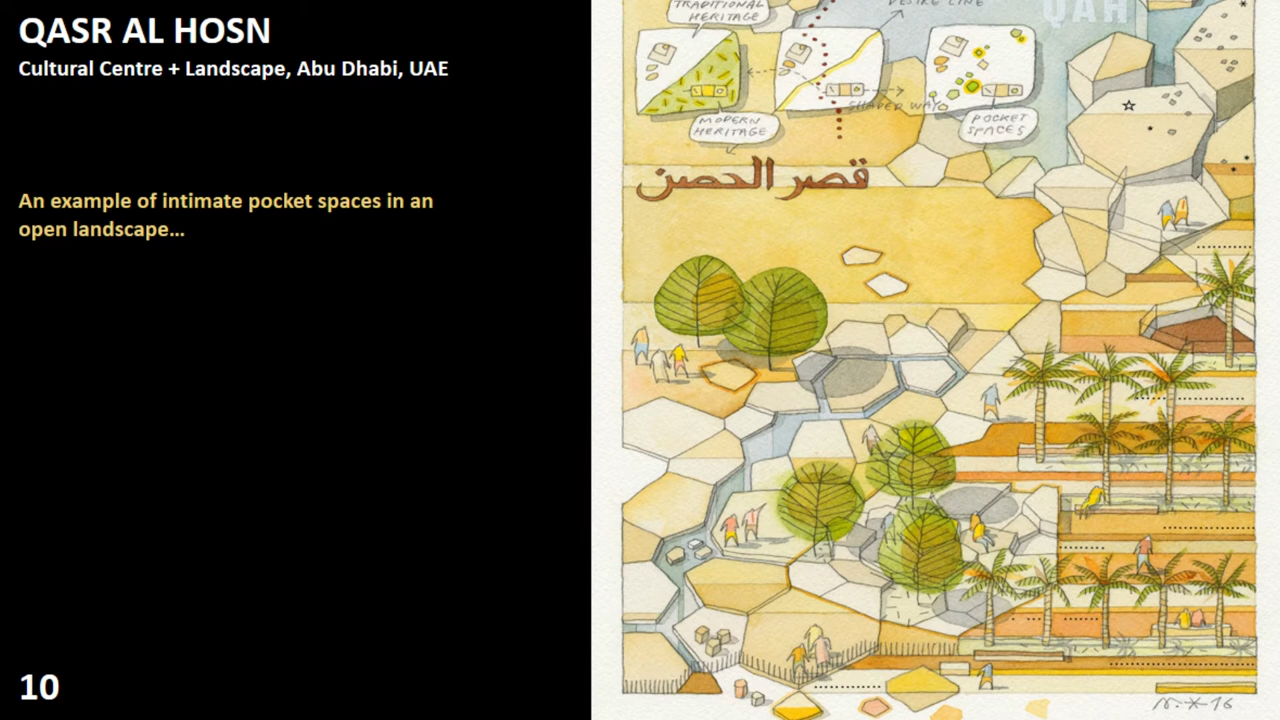 QASR AL HOSN
Cultural Centre + Landscape, Abu Dhabi, UAE
An example of intimate pocket spaces in an
open landscape…
10
TRADITIONAL
HERITAGE
DESIRE LINE
QAH
SHADED WAY
MODERN
HERITAGE
POCKET
SPACES
قصر الحصن